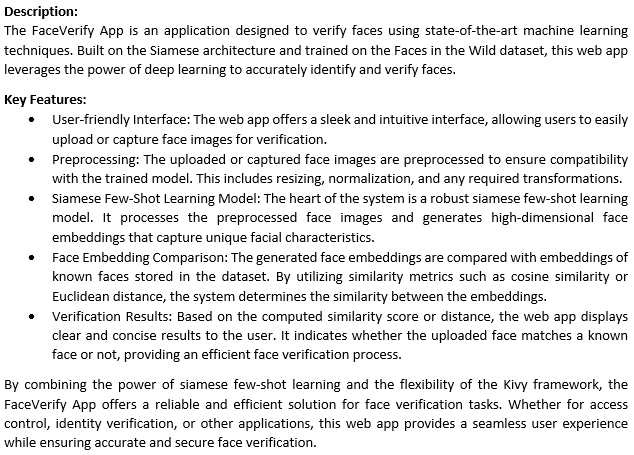 Description:
The FaceVerify App is an application designed to verify faces using state-of-the-art machine learning
techniques. Built on the Siamese architecture and trained on the Faces in the Wild dataset, this web app
leverages the power of deep learning to accurately identify and verify faces.
Key Features:
• User-friendly Interface: The web app offers a sleek and intuitive interface, allowing users to easily
upload or capture face images for verification.
• Preprocessing: The uploaded or captured face images are preprocessed to ensure compatibility
with the trained model. This includes resizing, normalization, and any required transformations.
• Siamese Few-Shot Learning Model: The heart of the system is a robust siamese few-shot learning
model. It processes the preprocessed face images and generates high-dimensional face
embeddings that capture unique facial characteristics.
• Face Embedding Comparison: The generated face embeddings are compared with embeddings of
known faces stored in the dataset. By utilizing similarity metrics such as cosine similarity or
Euclidean distance, the system determines the similarity between the embeddings.
• Verification Results: Based on the computed similarity score or distance, the web app displays
clear and concise results to the user. It indicates whether the uploaded face matches a known
face or not, providing an efficient face verification process.
By combining the power of siamese few-shot learning and the flexibility of the Kivy framework, the
FaceVerify App offers a reliable and efficient solution for face verification tasks. Whether for access
control, identity verification, or other applications, this web app provides a seamless user experience
while ensuring accurate and secure face verification.